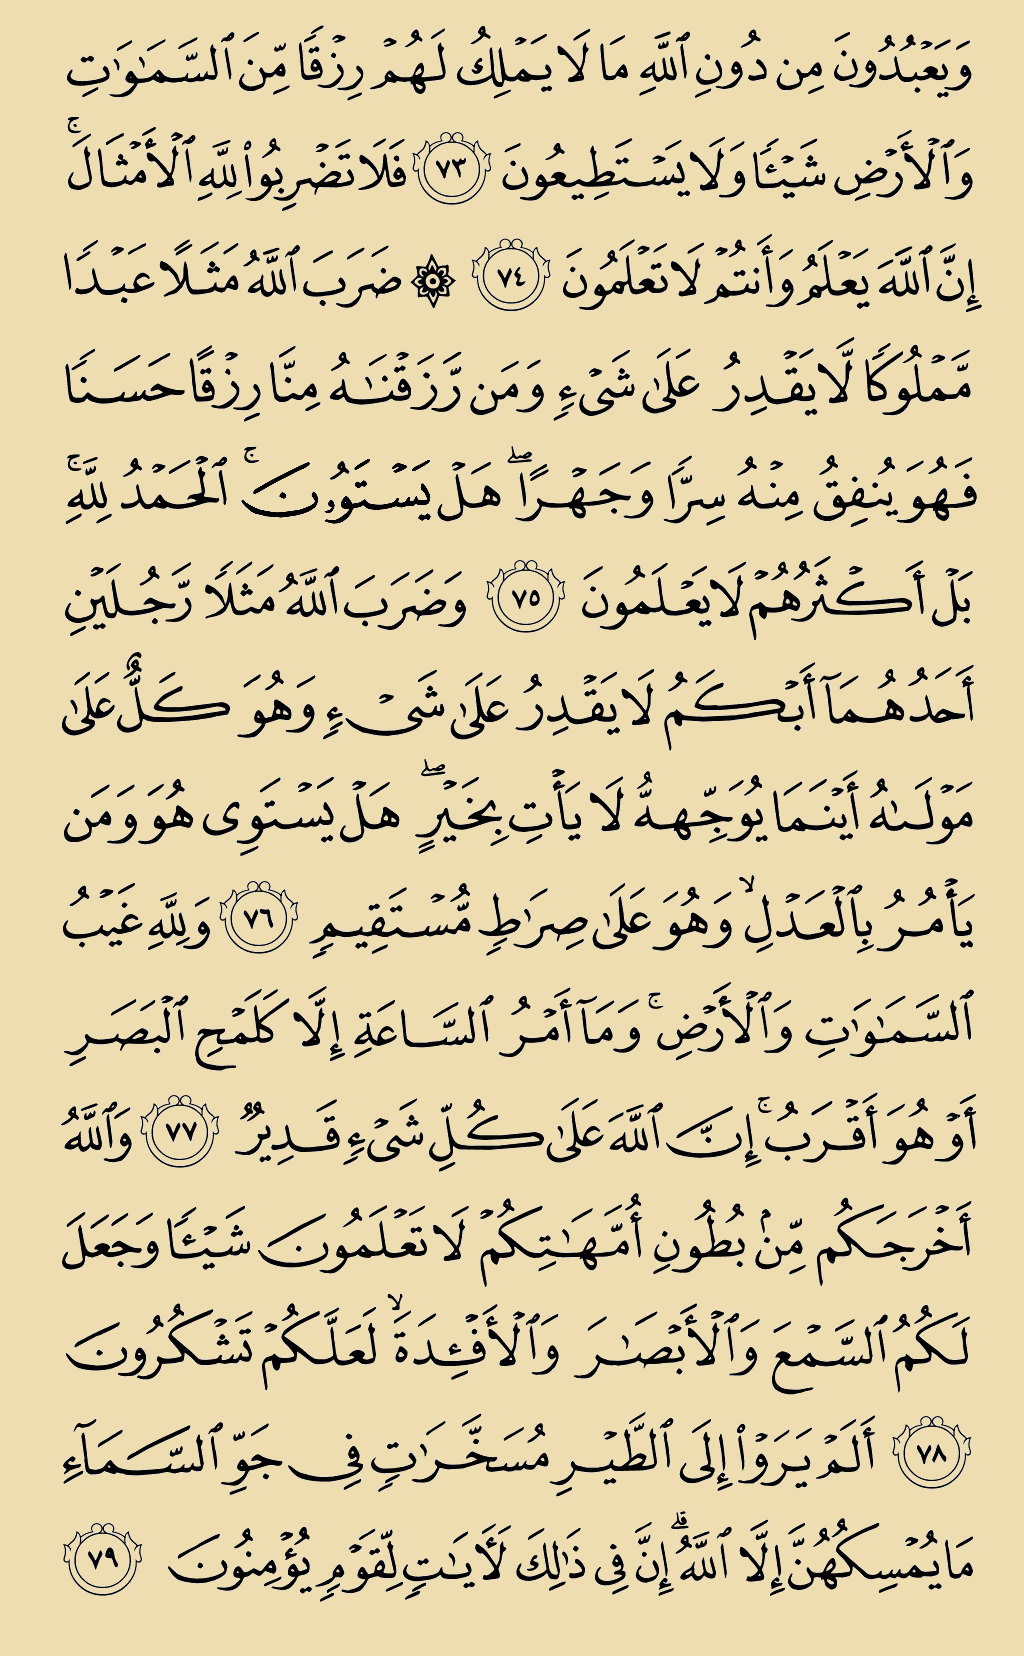 وَيَعۡبُدُونَ مِن دُونِ ٱللَّهِ مَا لَا يَمۡلِكُ لَهُمۡ رِزۡقٗا مِّنَ ٱلسَّمَٰوَٰتِ
وَٱلۡأَرۡضِ شَيۡـٔٗا وَلَا يَسۡتَطِيعُونَ ٧٣ فَلَا تَضۡرِبُواْ لِلَّهِ ٱلۡأَمۡثَالَۚ
إِنَّ ٱللَّهَ يَعۡلَمُ وَأَنتُمۡ لَا تَعۡلَمُونَ ٧٤ ۞ ضَرَبَ ٱللَّهُ مَثَلًا عَبۡدٗا
مَّمۡلُوكٗا لَّا يَقۡدِرُ عَلَىٰ شَيۡءٖ وَمَن رَّزَقۡنَٰهُ مِنَّا رِزۡقًا حَسَنٗا
فَهُوَ يُنفِقُ مِنۡهُ سِرّٗا وَجَهۡرًاۖ هَلۡ يَسۡتَوُۥنَۚ ٱلۡحَمۡدُ لِلَّهِۚ
بَلۡ أَكۡثَرُهُمۡ لَا يَعۡلَمُونَ ٧٥ وَضَرَبَ ٱللَّهُ مَثَلٗا رَّجُلَيۡنِ
أَحَدُهُمَآ أَبۡكَمُ لَا يَقۡدِرُ عَلَىٰ شَيۡءٖ وَهُوَ كَلٌّ عَلَىٰ
مَوۡلَىٰهُ أَيۡنَمَا يُوَجِّههُّ لَا يَأۡتِ بِخَيۡرٍۖ هَلۡ يَسۡتَوِي هُوَ وَمَن
يَأۡمُرُ بِٱلۡعَدۡلِۙ وَهُوَ عَلَىٰ صِرَٰطٖ مُّسۡتَقِيمٖ ٧٦ وَلِلَّهِ غَيۡبُ
ٱلسَّمَٰوَٰتِ وَٱلۡأَرۡضِۚ وَمَآ أَمۡرُ ٱلسَّاعَةِ إِلَّا كَلَمۡحِ ٱلۡبَصَرِ
أَوۡ هُوَ أَقۡرَبُۚ إِنَّ ٱللَّهَ عَلَىٰ كُلِّ شَيۡءٖ قَدِيرٞ ٧٧ وَٱللَّهُ
أَخۡرَجَكُم مِّنۢ بُطُونِ أُمَّهَٰتِكُمۡ لَا تَعۡلَمُونَ شَيۡـٔٗا وَجَعَلَ
لَكُمُ ٱلسَّمۡعَ وَٱلۡأَبۡصَٰرَ وَٱلۡأَفۡـِٔدَةَۙ لَعَلَّكُمۡ تَشۡكُرُونَ
٧٨ أَلَمۡ يَرَوۡاْ إِلَى ٱلطَّيۡرِ مُسَخَّرَٰتٖ فِي جَوِّ ٱلسَّمَآءِ
مَا يُمۡسِكُهُنَّ إِلَّا ٱللَّهُۗ إِنَّ فِي ذَٰلِكَ لَأٓيَٰتٖ لِّقَوۡمٖ يُؤۡمِنُونَ ٧٩